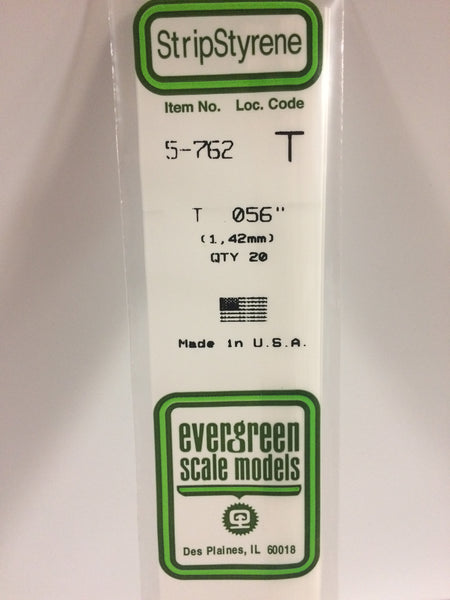 StripStyrene
Item No. Loc. Code
5-762 T
T 056"
(1,42mm)
QTY 20
Made in U.S.A.
evergreen
scale models
Des Plaines, IL 60018